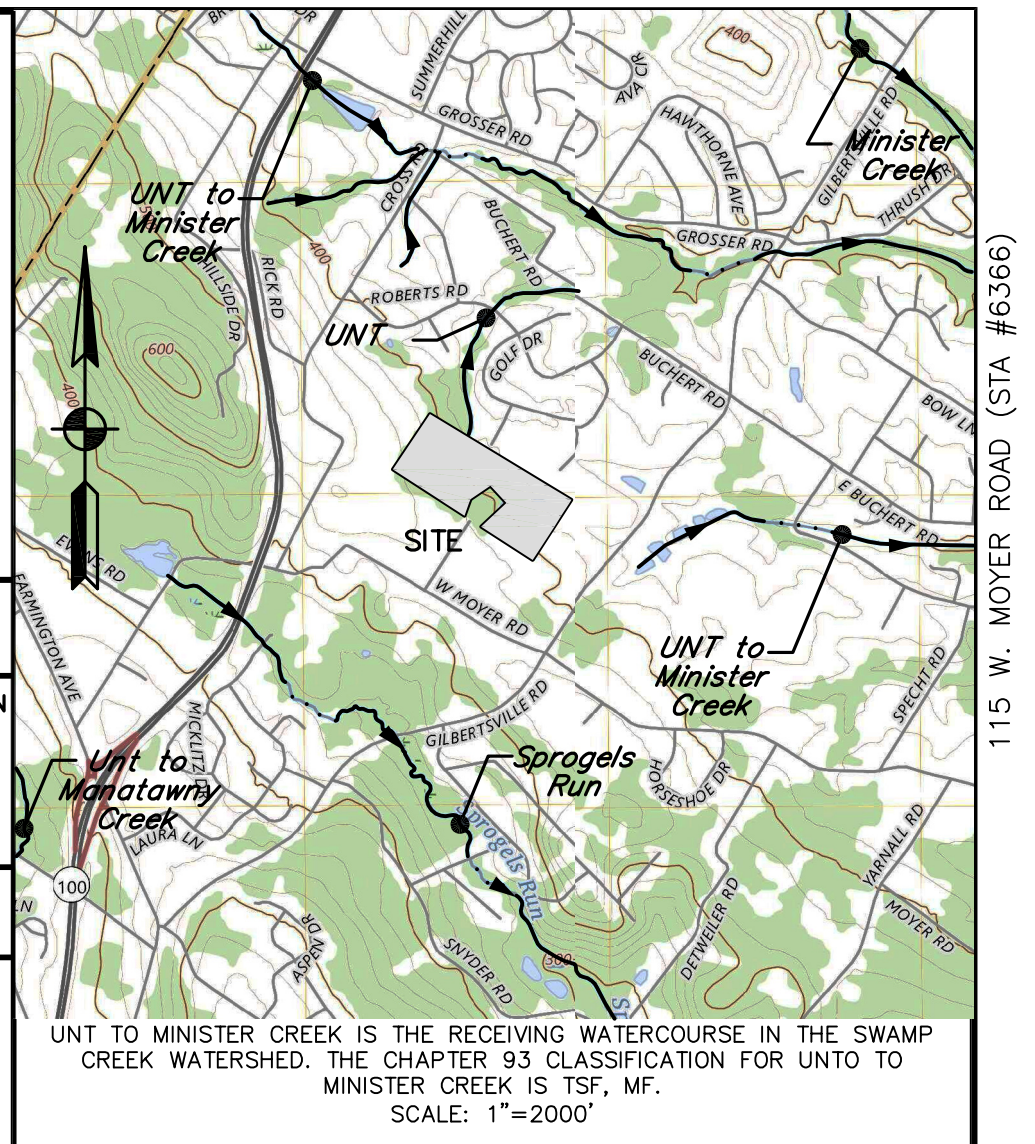 DR
SUMMERHILL
400
AVA CIR
GROSSER RD
HAWTHORNE AVE
GILBERTSVILLE RD
Minister
Creek
THRUSH DR
UNT to
Minister
Creek
CROSS
400
BUCHERT RD
GROSSER RD
HILLSIDE DR
RICK RD
ROBERTS RD
UNT
GOLF DR
600
400
BUCHERT RD
BOW LN
E BUCHERT RD
SITE
EVANS RD
W MOYER RD
FARMINGTON AVE
UNT to
Minister
Creek
SPECHT RD
MICKLITZ DR
GILBERTSVILLE RD
Unt to
Manatawny
Creek
Sprogels
Run
HORSESHOE DR
LAURA LN
Sprogels Run
YARNALL RD
100
LN
MOYER RD
DETWEILER RD
ASPEN DR
SNYDER RD
300
115 W. MOYER ROAD (STA #6366)
UNT TO MINISTER CREEK IS THE RECEIVING WATERCOURSE IN THE SWAMP
CREEK WATERSHED. THE CHAPTER 93 CLASSIFICATION FOR UNTO TO
MINISTER CREEK IS TSF, MF.
SCALE: 1"=2000'